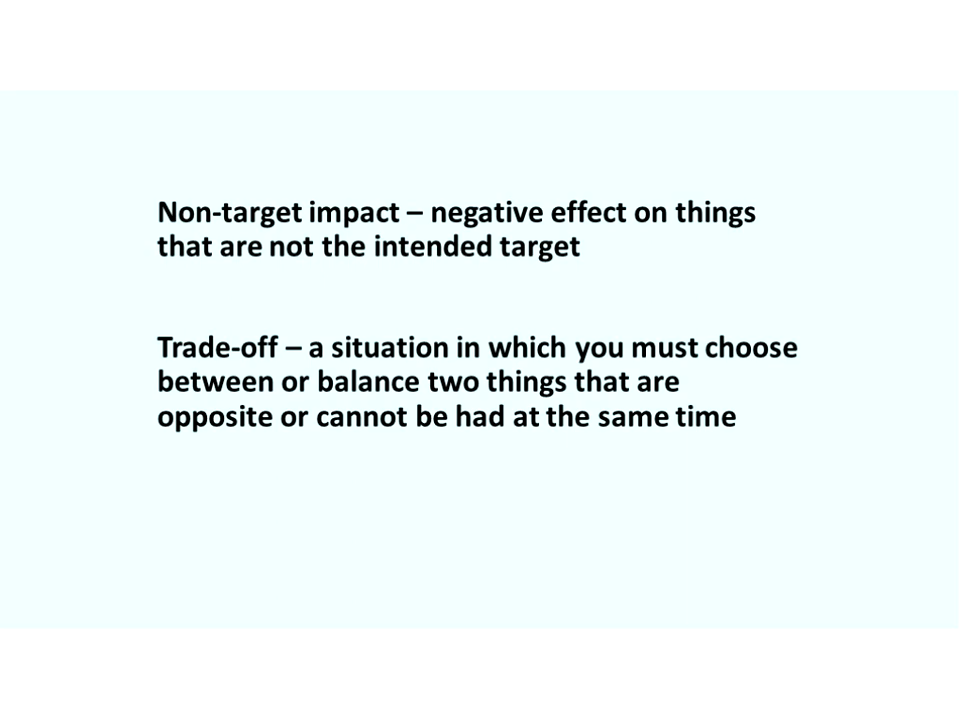 Non-target impact – negative effect on things
that are not the intended target
Trade-off – a situation in which you must choose
between or balance two things that are
opposite or cannot be had at the same time